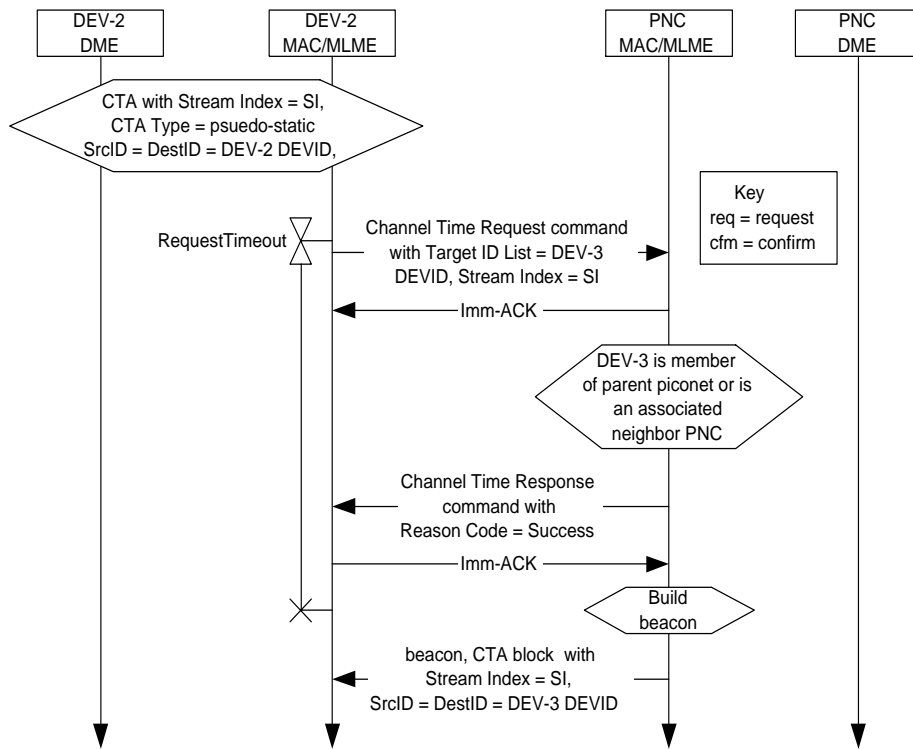 DEV-2
DME
DEV-2
MAC/MLME
PNC
MAC/MLME
PNC
DME
CTA with Stream Index = SI,
CTA Type = psuedo-static
SrcID = DestID = DEV-2 DEVID,
Key
req = request
cfm = confirm
RequestTimeout
Channel Time Request command
with Target ID List = DEV-3
DEVID, Stream Index = SI
Imm-ACK
DEV-3 is member
of parent piconet or is
an associated
neighbor PNC
Channel Time Response
command with
Reason Code = Success
Imm-ACK
Build
beacon
beacon, CTA block with
Stream Index = SI,
SrcID = DestID = DEV-3 DEVID